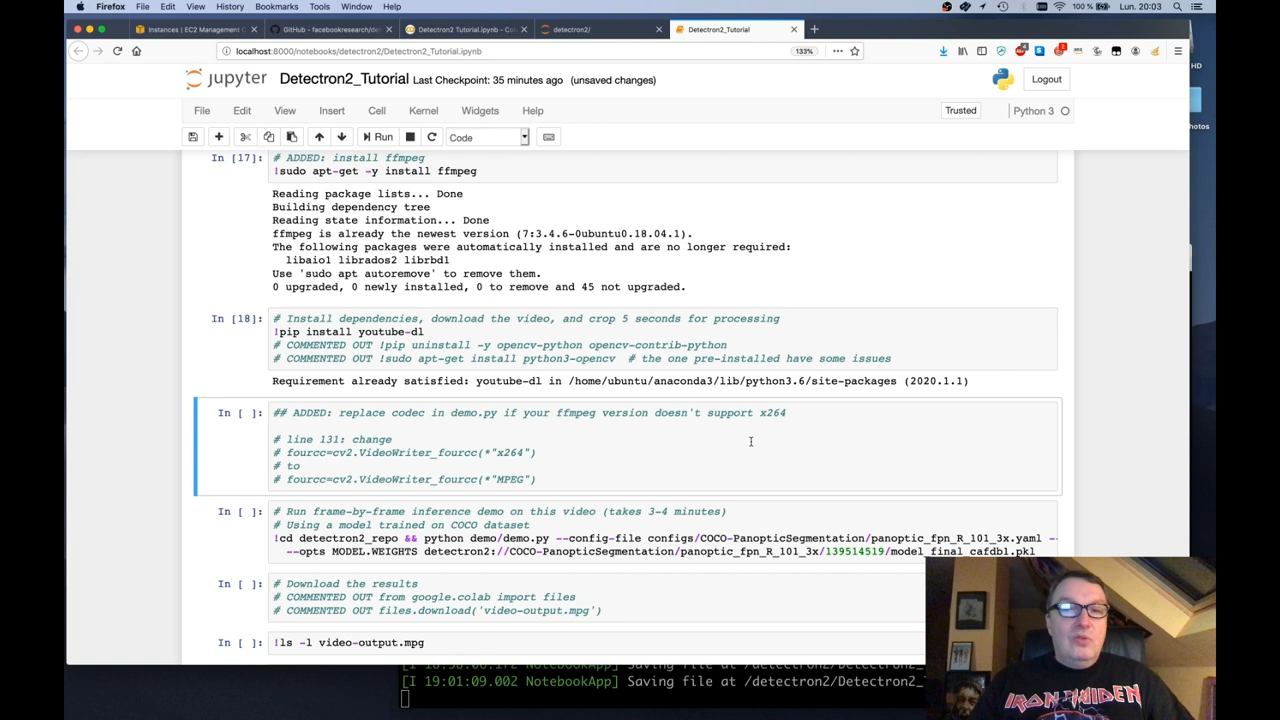 Firefox File Edit View History Bookmarks Tools Window Help 100 % Lun. 20:03
Instances | EC2 Management C
GitHub - facebookresearch/de
Detectron2 Tutorial.ipynb - Co
detectron2/
Detectron2_Tutorial
localhost:8000/notebooks/detectron2/Detectron2_Tutorial.ipynb 133%
HD
jupyter Detectron2_Tutorial Last Checkpoint: 35 minutes ago (unsaved changes) Logout
File Edit View Insert Cell Kernel Widgets Help Trusted Python 3
hotos
Run Code
In [17]: # ADDED: install ffmpeg
!sudo apt-get -y install ffmpeg
Reading package lists... Done
Building dependency tree
Reading state information... Done
ffmpeg is already the newest version (7:3.4.6-0ubuntu0.18.04.1).
The following packages were automatically installed and are no longer required:
libaio1 librados2 librbd1
Use 'sudo apt autoremove' to remove them.
0 upgraded, 0 newly installed, 0 to remove and 45 not upgraded.
In [18]: # Install dependencies, download the video, and crop 5 seconds for processing
!pip install youtube-dl
# COMMENTED OUT !pip uninstall -y opencv-python opencv-contrib-python
# COMMENTED OUT !sudo apt-get install python3-opencv # the one pre-installed have some issues
Requirement already satisfied: youtube-dl in /home/ubuntu/anaconda3/lib/python3.6/site-packages (2020.1.1)
In [ ]: ## ADDED: replace codec in demo.py if your ffmpeg version doesn't support x264
# line 131: change
# fourcc=cv2.VideoWriter_fourcc(*"x264")
# to
# fourcc=cv2.VideoWriter_fourcc(*"MPEG")
In [ ]: # Run frame-by-frame inference demo on this video (takes 3-4 minutes)
# Using a model trained on COCO dataset
!cd detectron2_repo && python demo/demo.py --config-file configs/COCO-PanopticSegmentation/panoptic_fpn_R_101_3x.yaml --
--opts MODEL.WEIGHTS detectron2://COCO-PanopticSegmentation/panoptic_fpn_R_101_3x/139514519/model_final_cafdb1.pkl
In [ ]: # Download the results
# COMMENTED OUT from google.colab import files
# COMMENTED OUT files.download('video-output.mpg')
In [ ]: !ls -l video-output.mpg
NotebookApp] Saving file at /detectron2/Detectron2_
[I 19:01:09.002 NotebookApp] Saving file at /detectron2/Detectron2_
IRON MAIDEN